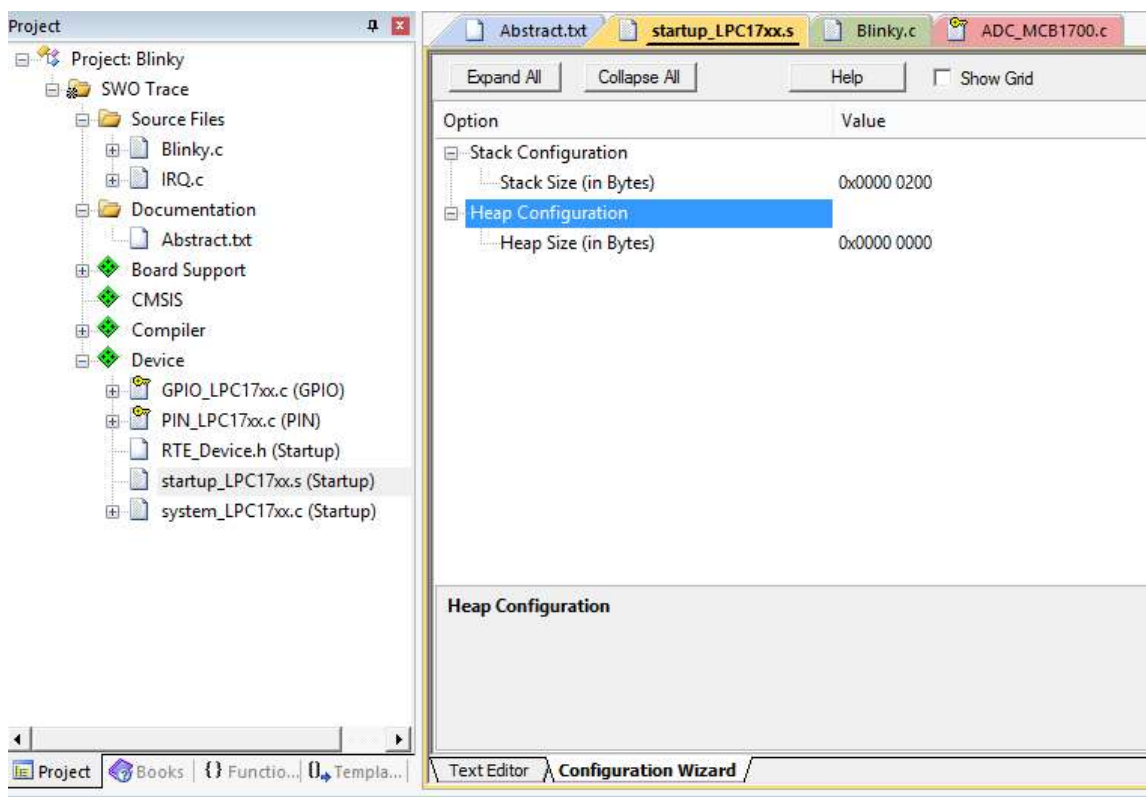 Project
Project: Blinky
SWO Trace
Source Files
Blinky.c
IRQ.c
Documentation
Abstract.txt
Board Support
CMSIS
Compiler
Device
GPIO_LPC17xx.c (GPIO)
PIN_LPC17xx.c (PIN)
RTE_Device.h (Startup)
startup_LPC17xx.s (Startup)
system_LPC17xx.c (Startup)
Project Books {} Functio... Templa...
Abstract.txt startup_LPC17xx.s Blinky.c ADC_MCB1700.c
Expand All Collapse All Help Show Grid
Option Value
Stack Configuration
Stack Size (in Bytes) 0x0000 0200
Heap Configuration
Heap Size (in Bytes) 0x0000 0000
Heap Configuration
Text Editor Configuration Wizard